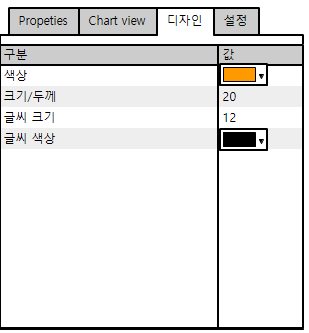 Propeties Chart view 디자인 설정
구분 값
색상
크기/두께 20
글씨 크기 12
글씨 색상